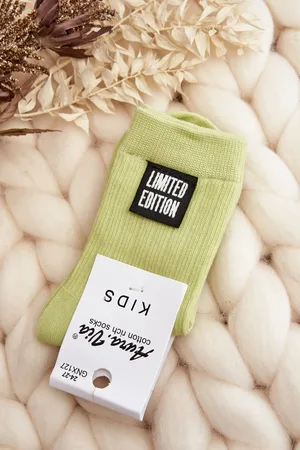 LIMITED
EDITION
KIDS
cotton rich socks
Aura.Via®
GNX127
24-27